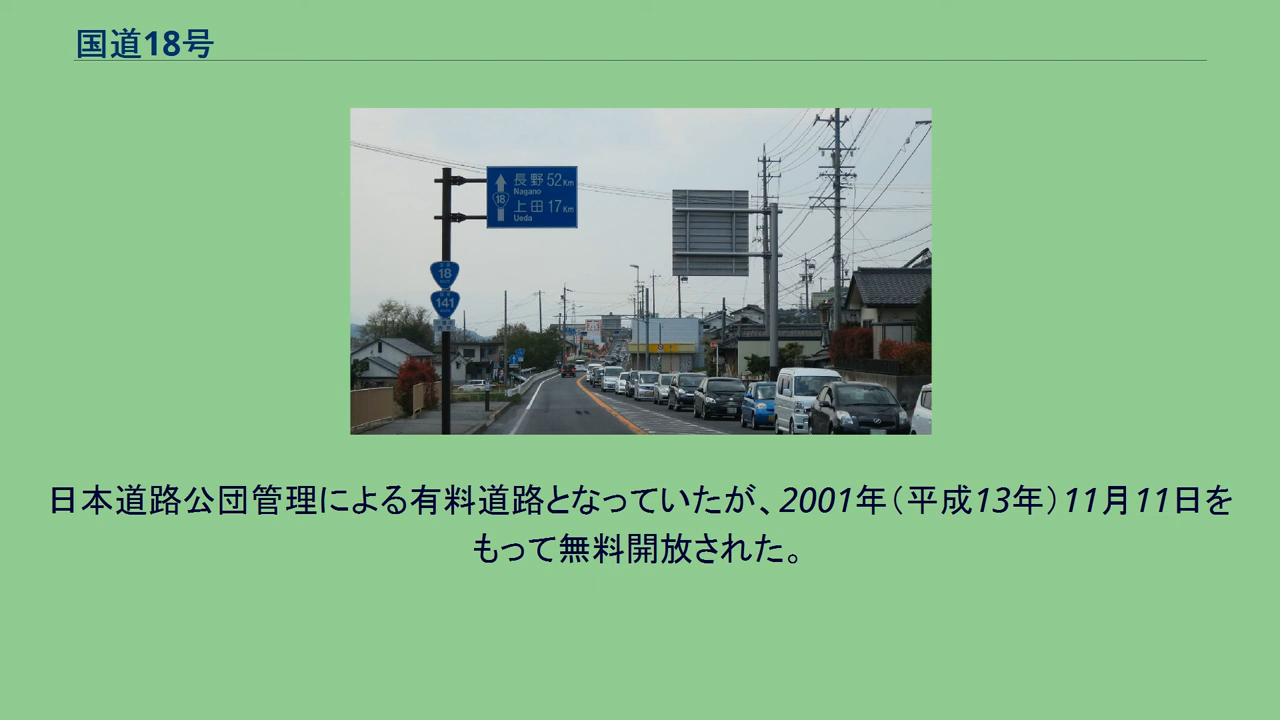 国道18号
長野 52Km
Nagano
18
上田 17Km
Ueda
18
141
日本道路公団管理による有料道路となっていたが、2001年（平成13年）11月11日を
もって無料開放された。